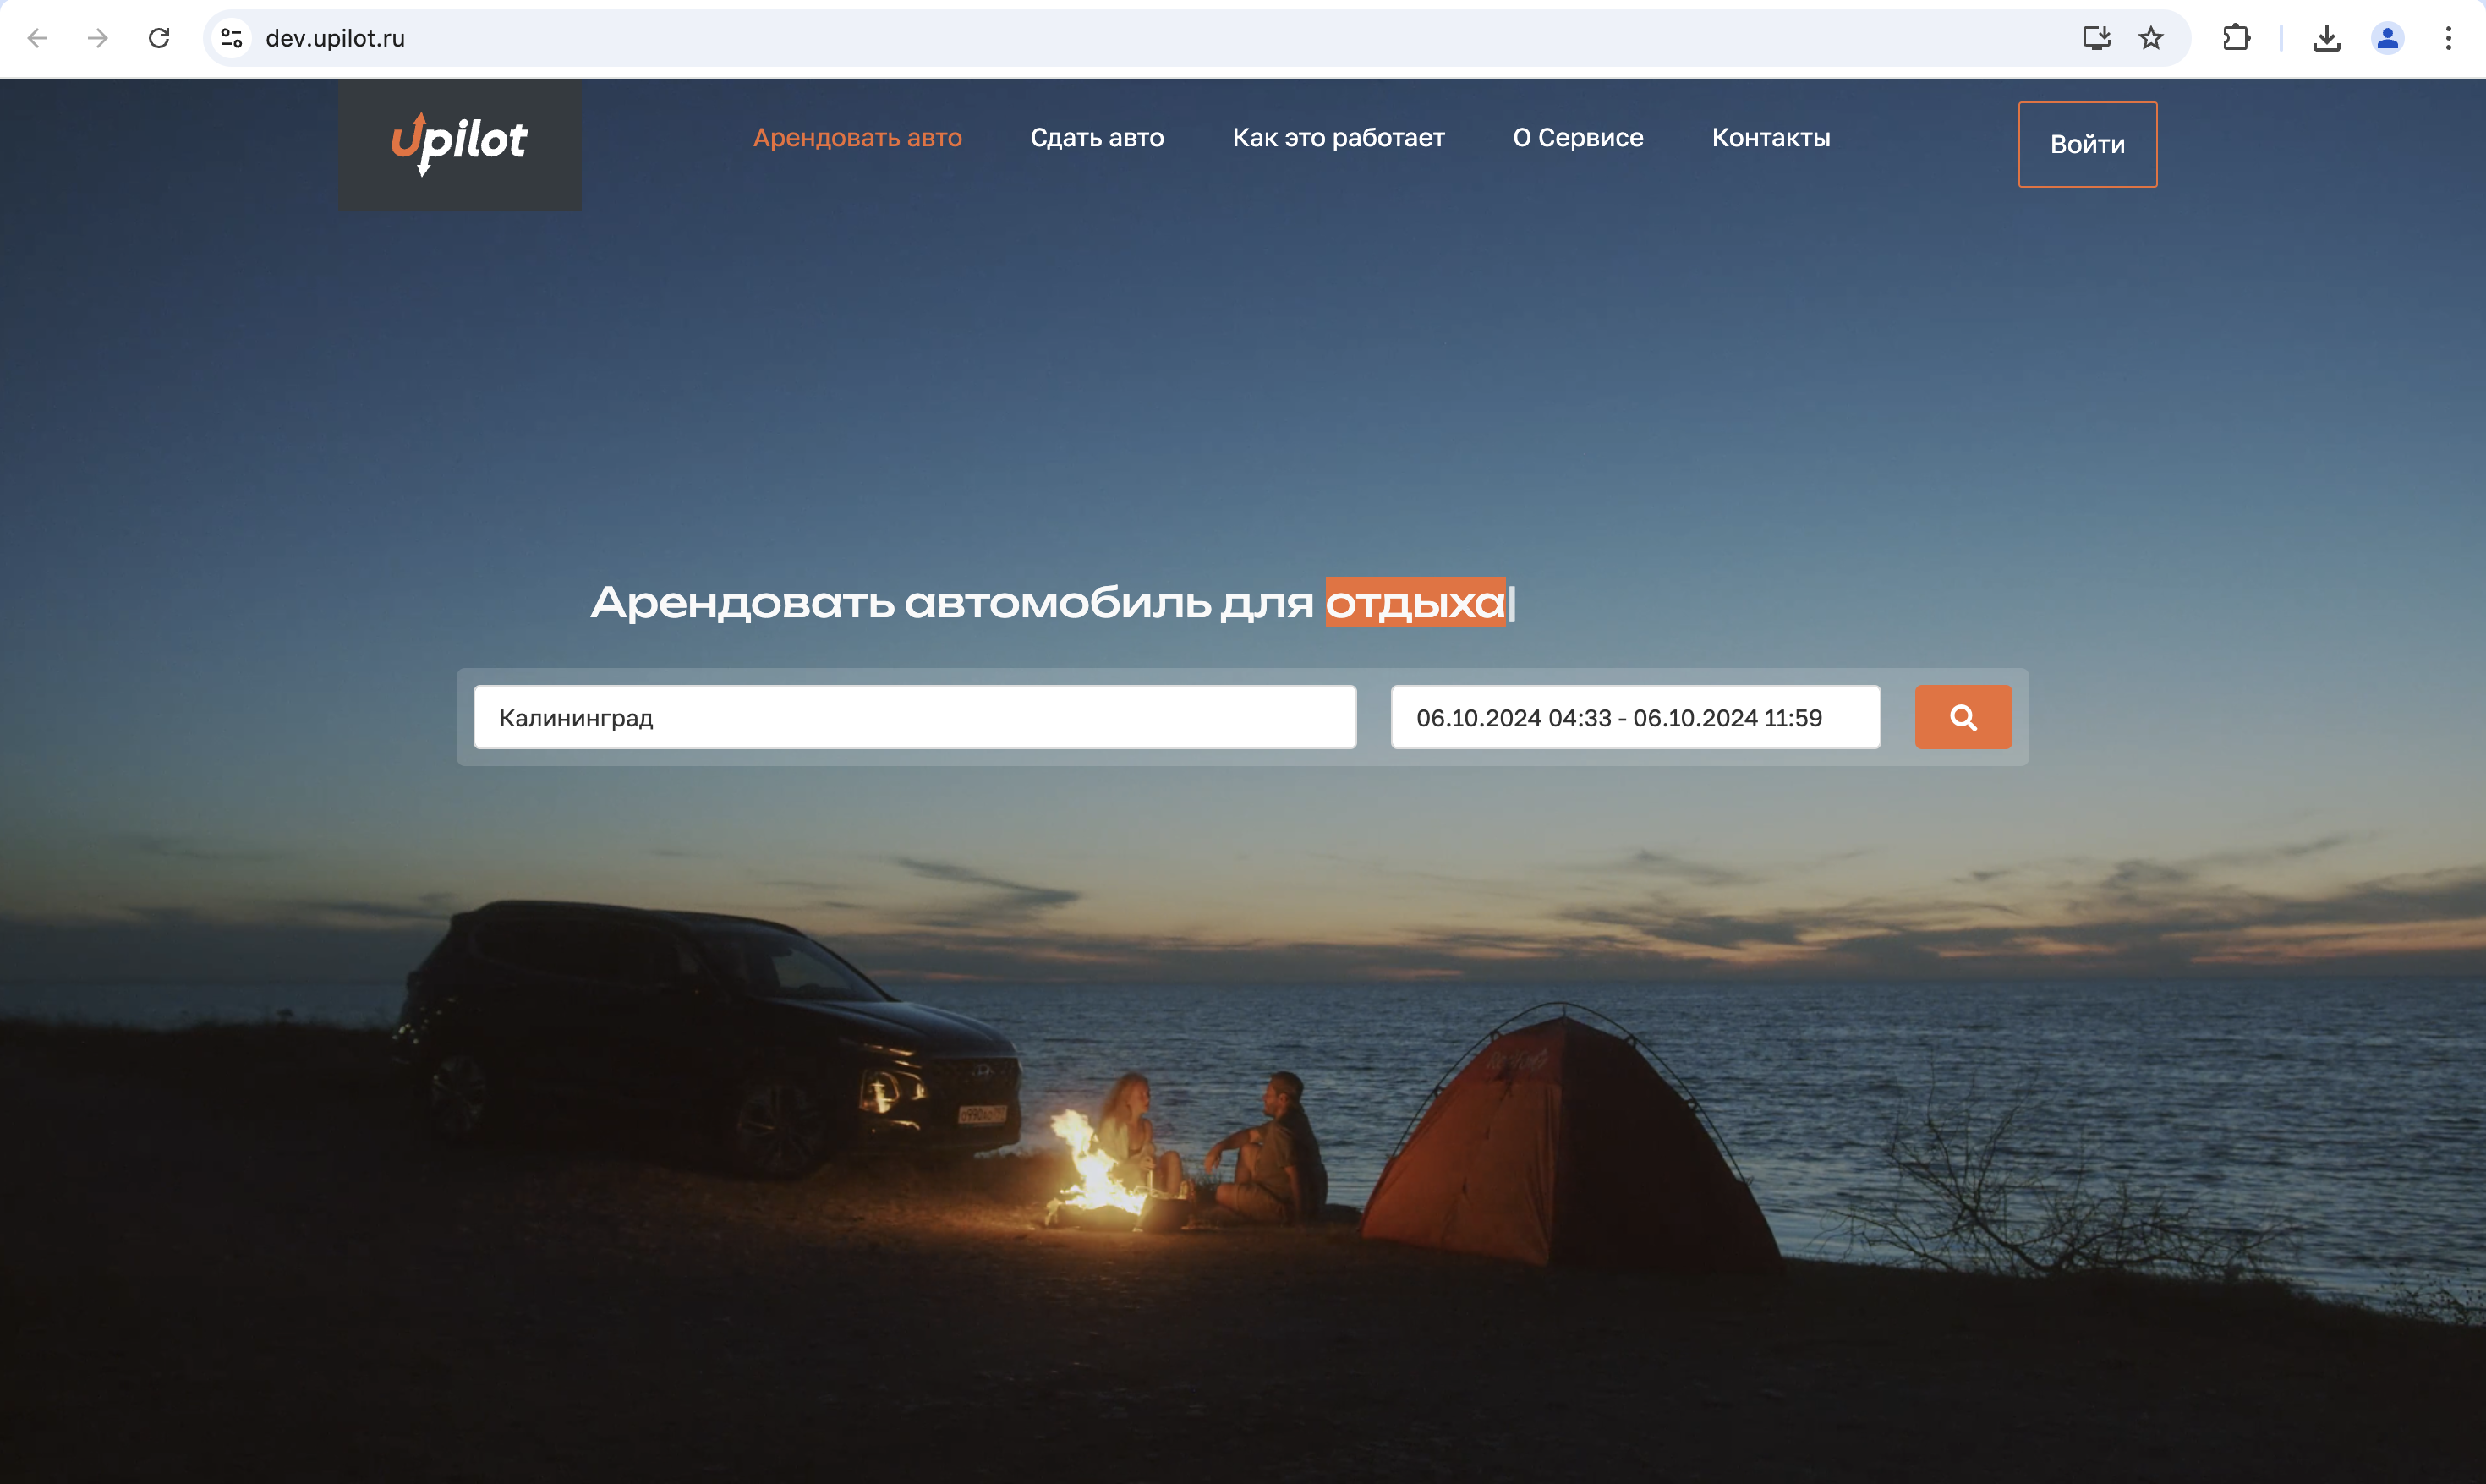 dev.upilot.ru
Upilot
Арендовать авто
Сдать авто
Как это работает
О Сервисе
Контакты
Войти
Арендовать автомобиль для отдыха
Калининград
06.10.2024 04:33 - 06.10.2024 11:59